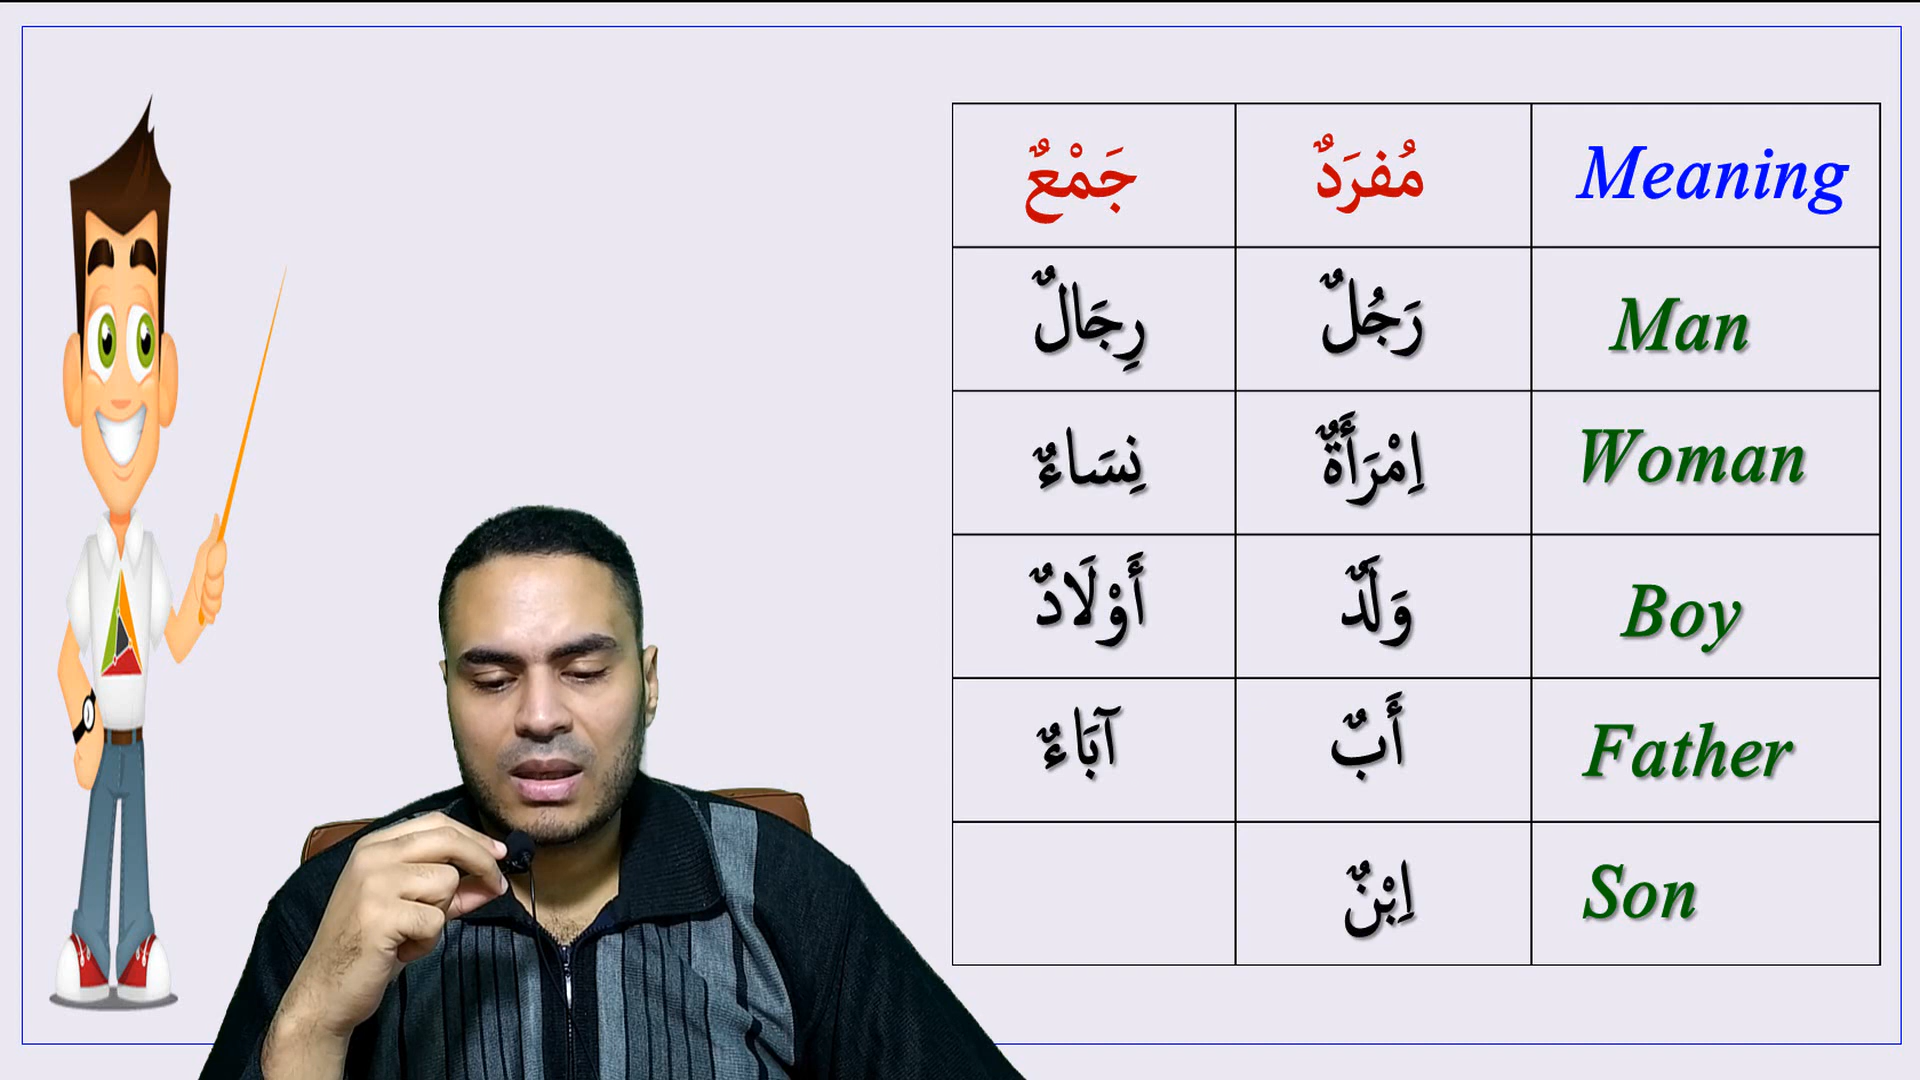 جَمْعٌ مُفرَدٌ Meaning
رِجَالٌ رَجُلٌ Man
نِسَاءٌ اِمْرَأَةٌ Woman
أَوْلَادٌ وَلَدٌ Boy
آبَاءٌ أَبٌ Father
اِبْنٌ Son